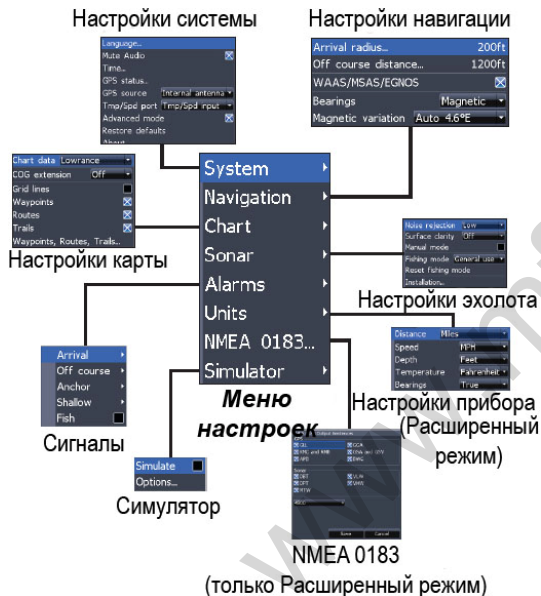 Настройки системы
Language...
Mute Audio
Time...
GPS status...
GPS source Internal antenna
Tmp/Spd port Tmp/Spd input
Advanced mode
Restore defaults
About
Настройки навигации
Arrival radius... 200ft
Off course distance... 1200ft
WAAS/MSAS/EGNOS
Bearings Magnetic
Magnetic variation Auto 4.6°E
Chart data Lowrance
COG extension Off
Grid lines
Waypoints
Routes
Trails
Waypoints, Routes, Trails...
Настройки карты
System
Navigation
Chart
Sonar
Alarms
Units
NMEA 0183...
Simulator
Меню
настроек
Noise rejection Low
Surface clarity Off
Manual mode
Fishing mode General use
Reset fishing mode
Installation...
Настройки эхолота
Distance Miles
Speed MPH
Depth Feet
Temperature Fahrenheit
Bearings True
Настройки прибора
(Расширенный
режим)
Arrival
Off course
Anchor
Shallow
Fish
Сигналы
Simulate
Options...
Симулятор
Save Cancel
NMEA 0183
(только Расширенный режим)